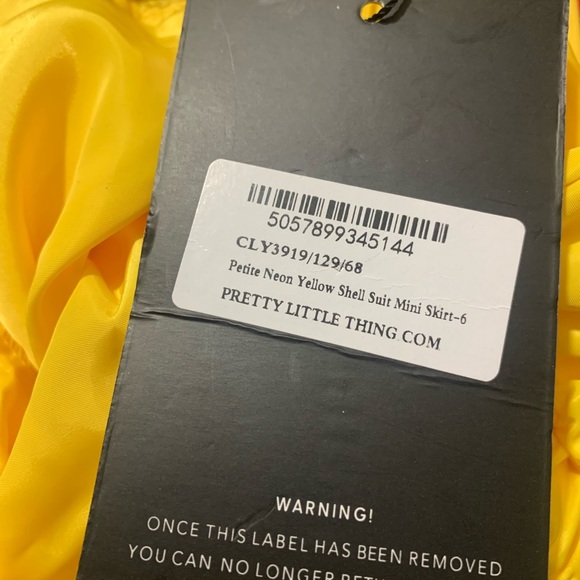 5057899345144
CLY3919/129/68
Petite Neon Yellow Shell Suit Mini Skirt-6
PRETTY LITTLE THING.COM
WARNING!
ONCE THIS LABEL HAS BEEN REMOVED
YOU CAN NO LONGER